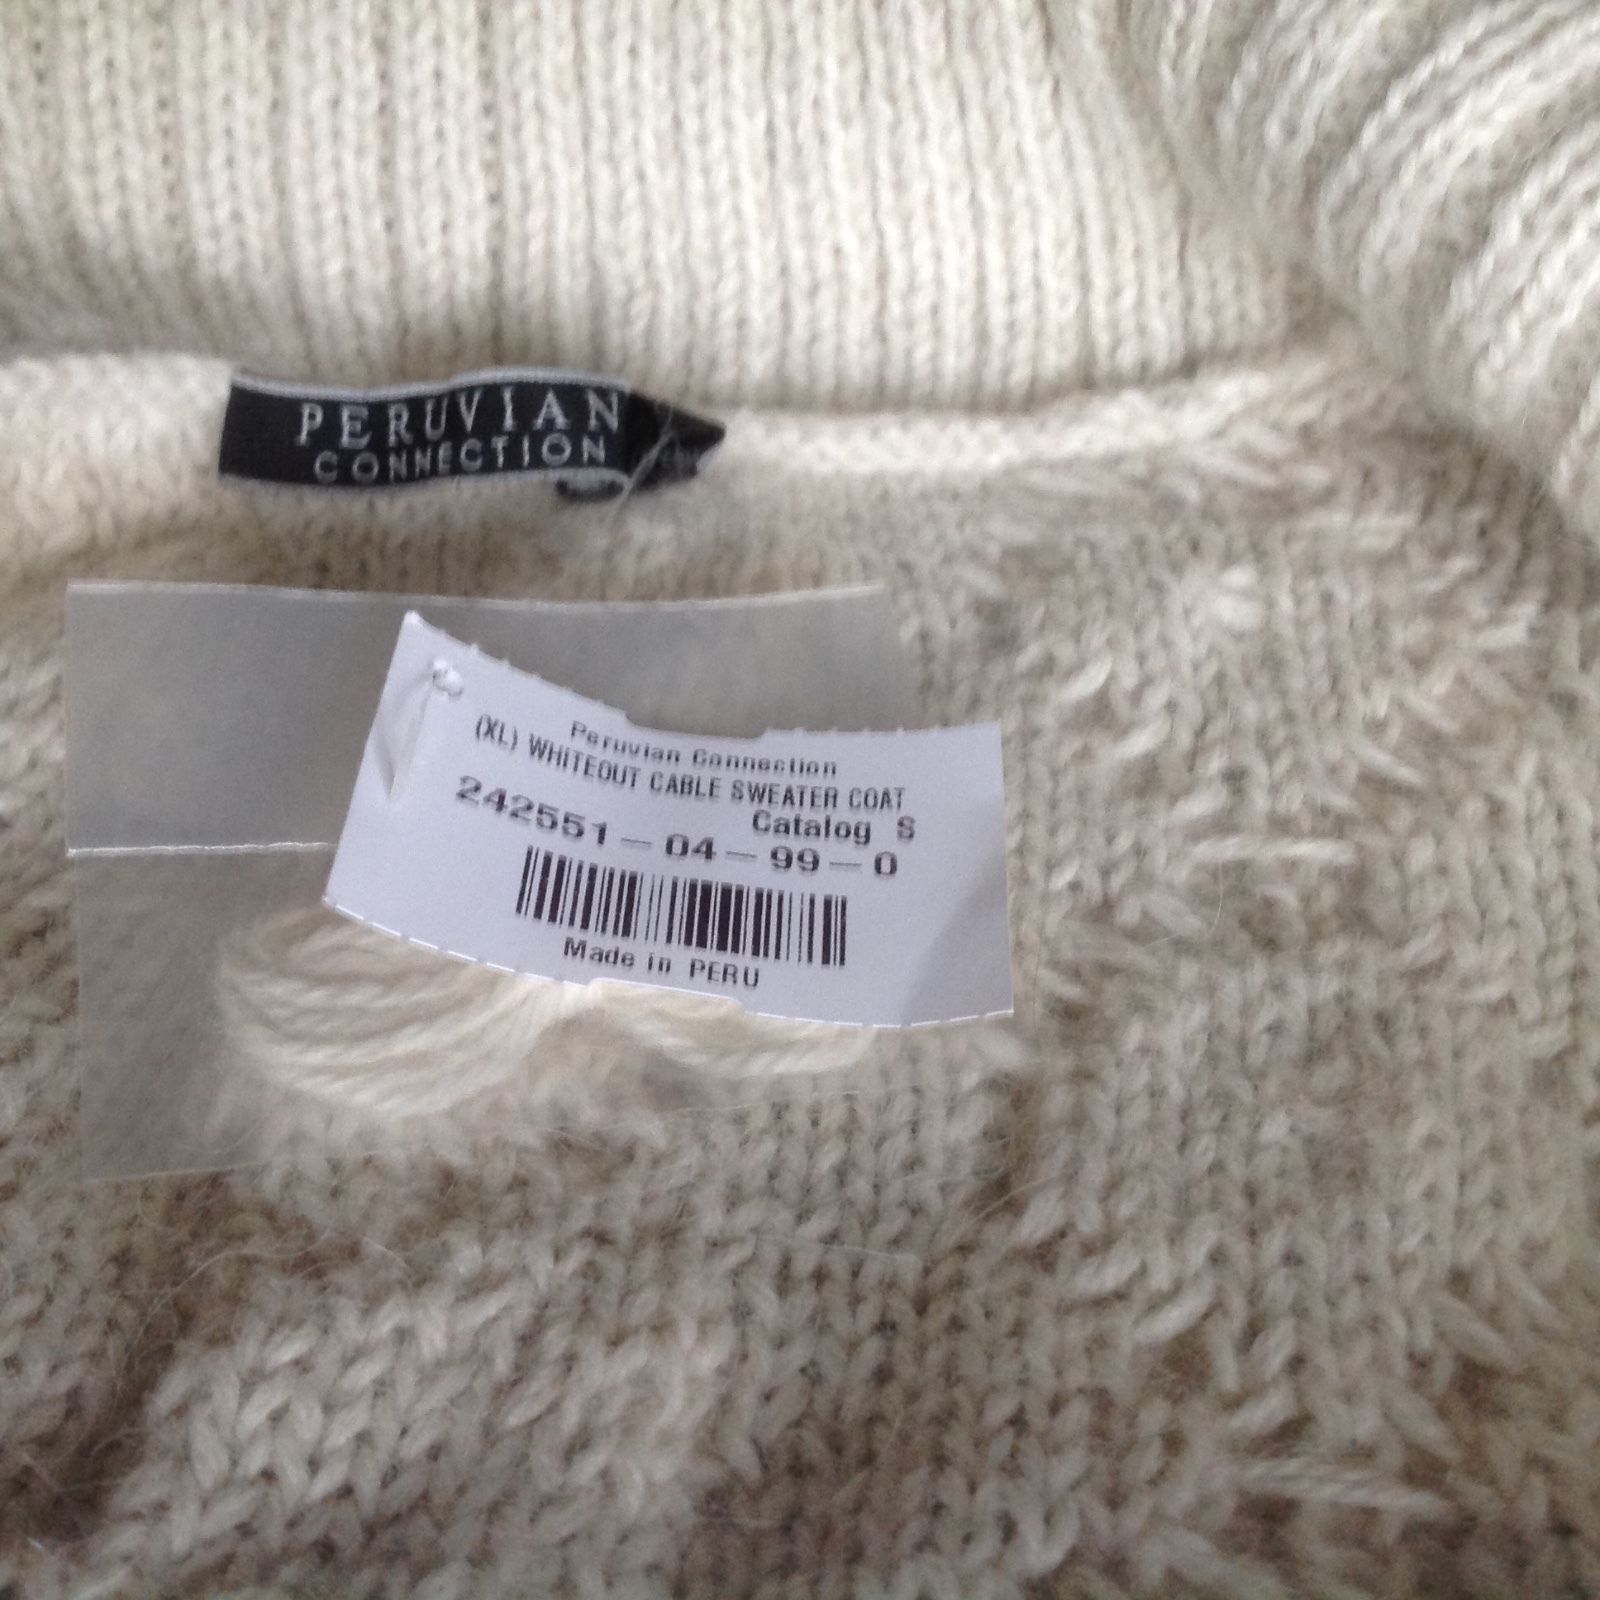 PERUVIAN
CONNECTION
Peruvian Connection
(XL) WHITEOUT CABLE SWEATER COAT
Catalog S
242551-04-99-0
Made in PERU